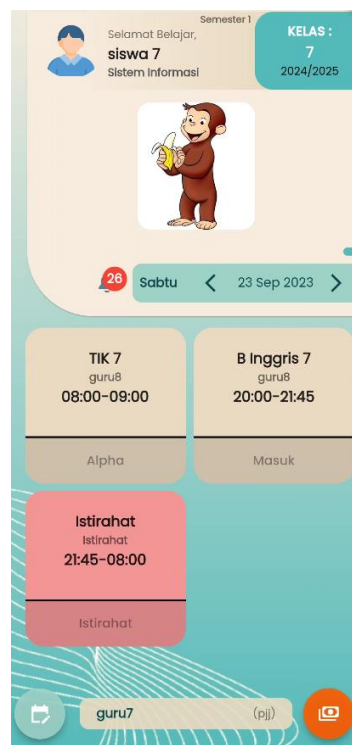 Semester 1
Selamat Belajar,
siswa 7
Sistem Informasi
KELAS :
7
2024/2025
26
Sabtu
23 Sep 2023
TIK 7
guru8
08:00-09:00
Alpha
B Inggris 7
guru8
20:00-21:45
Masuk
Istirahat
Istirahat
21:45-08:00
Istirahat
guru7 (pjj)